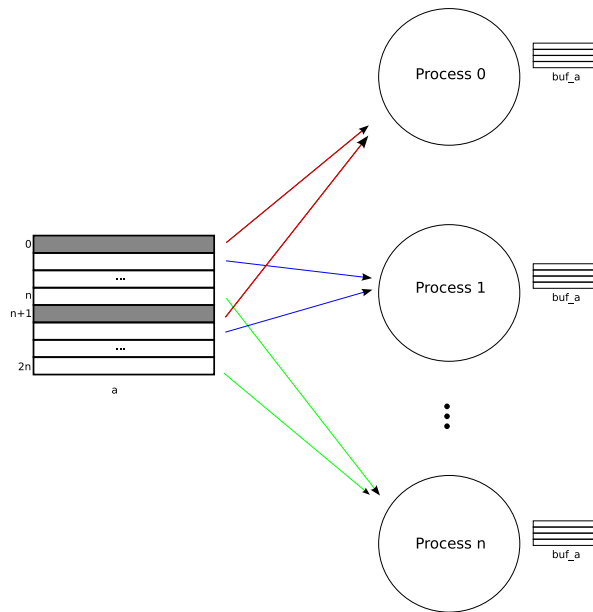 Process 0
buf_a
0
...
n
n+1
...
2n
a
Process 1
buf_a
Process n
buf_a